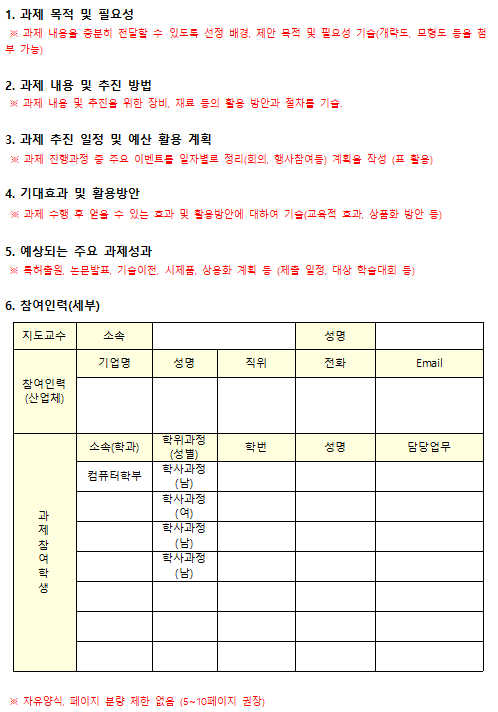 1. 과제 목적 및 필요성
※ 과제 내용을 충분히 전달할 수 있도록 선정 배경, 제안 목적 및 필요성 기술(개략도, 모형도 등을 첨
부 가능)
2. 과제 내용 및 추진 방법
※ 과제 내용 및 추진을 위한 장비, 재료 등의 활용 방안과 절차를 기술.
3. 과제 추진 일정 및 예산 활용 계획
※ 과제 진행과정 중 주요 이벤트를 일자별로 정리(회의, 행사참여등) 계획을 작성 (표 활용)
4. 기대효과 및 활용방안
※ 과제 수행 후 얻을 수 있는 효과 및 활용방안에 대하여 기술(교육적 효과, 상품화 방안 등)
5. 예상되는 주요 과제성과
※ 특허출원, 논문발표, 기술이전, 시제품, 상용화 계획 등 (제출 일정, 대상 학술대회 등)
6. 참여인력(세부)
지도교수 소속 성명
참여인력
(산업체)
기업명 성명 직위 전화 Email
과
제
참
여
학
생
소속(학과) 학위과정
(성별) 학번 성명 담당업무
컴퓨터학부 학사과정
(남)
학사과정
(여)
학사과정
(남)
학사과정
(남)
※ 자유양식, 페이지 분량 제한 없음 (5~10페이지 권장)